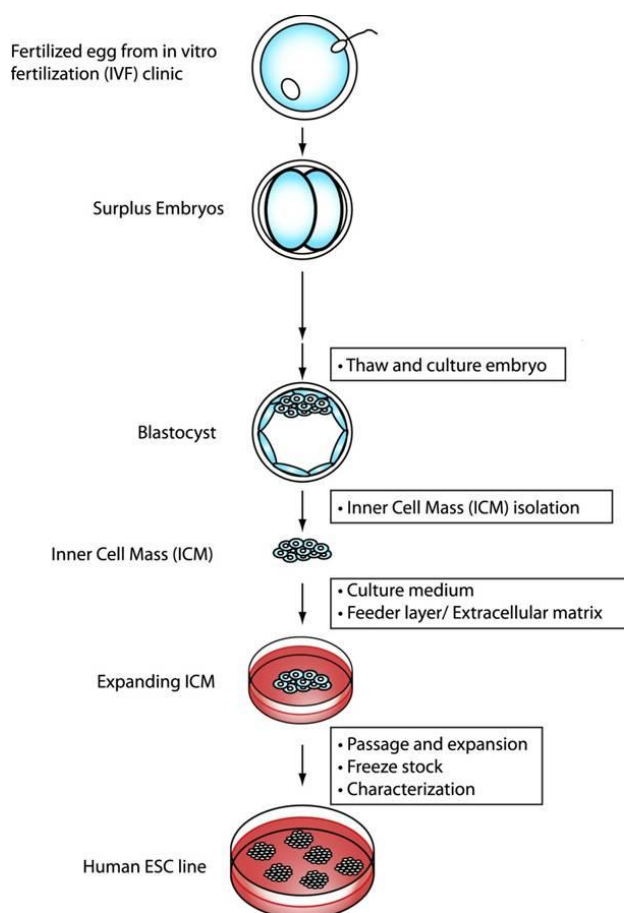 Fertilized egg from in vitro
fertilization (IVF) clinic
Surplus Embryos
• Thaw and culture embryo
Blastocyst
• Inner Cell Mass (ICM) isolation
Inner Cell Mass (ICM)
• Culture medium
• Feeder layer/ Extracellular matrix
Expanding ICM
• Passage and expansion
• Freeze stock
• Characterization
Human ESC line